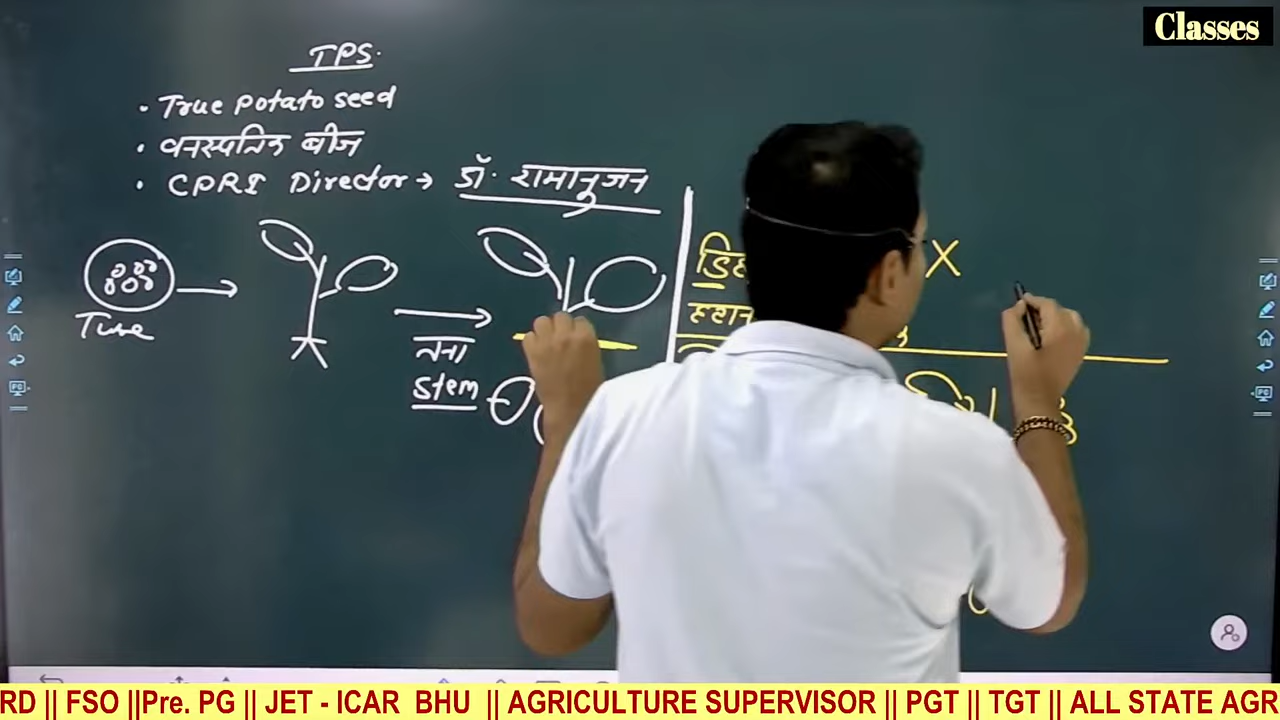 Classes
TPS.
• True Potato seed
• वनस्पतिक बीज
• CPRI Director → डॉ. रामानुजन
X
Tube
तना
Stem
RD || FSO ||Pre. PG || JET - ICAR BHU || AGRICULTURE SUPERVISOR || PGT || TGT || ALL STATE AGR